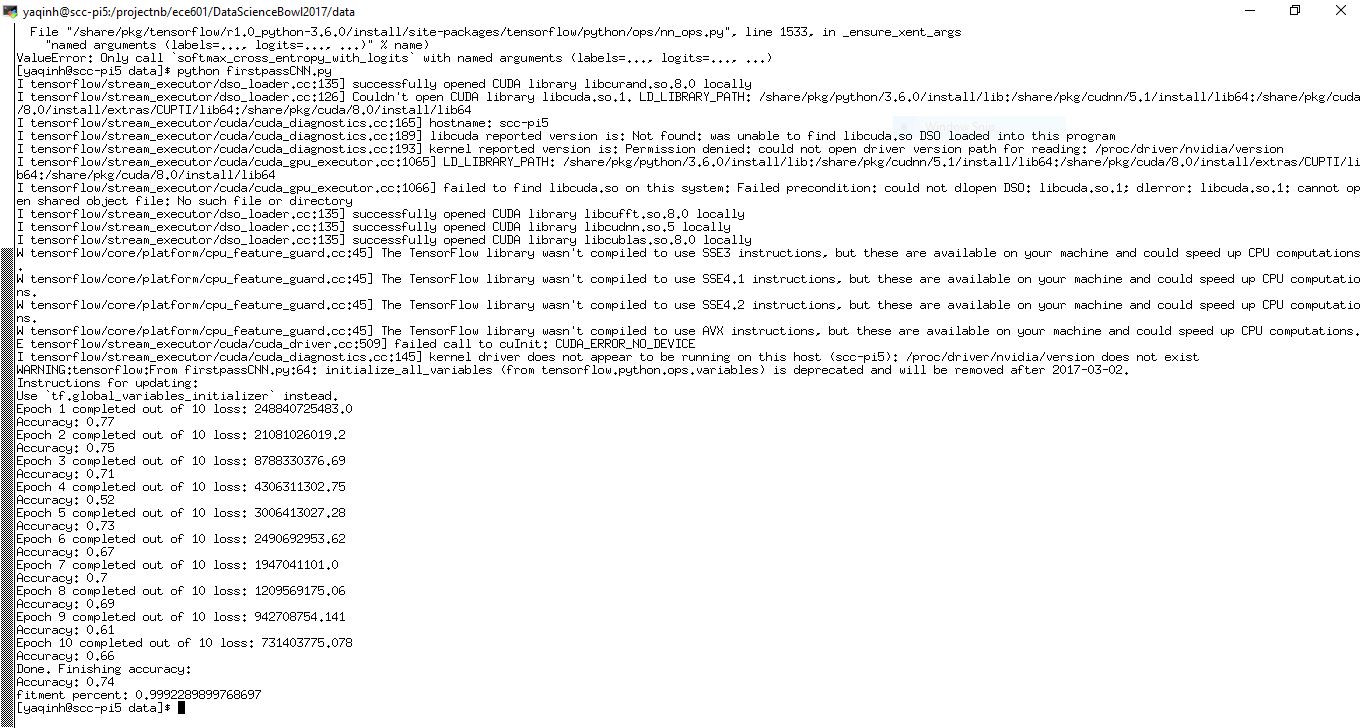 yaqinh@scc-pi5:/projectnb/ece601/DataScienceBowl2017/data
  File "/share/pkg/tensorflow/r1.0_python-3.6.0/install/site-packages/tensorflow/python/ops/nn_ops.py", line 1533, in _ensure_xent_args
    "named arguments (labels=..., logits=..., ...)" % name)
ValueError: Only call `softmax_cross_entropy_with_logits` with named arguments (labels=..., logits=..., ...)
[yaqinh@scc-pi5 data]$ python firstpassCNN.py
I tensorflow/stream_executor/dso_loader.cc:135] successfully opened CUDA library libcurand.so.8.0 locally
I tensorflow/stream_executor/dso_loader.cc:126] Couldn't open CUDA library libcuda.so.1. LD_LIBRARY_PATH: /share/pkg/python/3.6.0/install/lib:/share/pkg/cudnn/5.1/install/lib64:/share/pkg/cuda
/8.0/install/extras/CUPTI/lib64:/share/pkg/cuda/8.0/install/lib64
I tensorflow/stream_executor/cuda/cuda_diagnostics.cc:165] hostname: scc-pi5
I tensorflow/stream_executor/cuda/cuda_diagnostics.cc:189] libcuda reported version is: Not found: was unable to find libcuda.so DSO loaded into this program
I tensorflow/stream_executor/cuda/cuda_diagnostics.cc:193] kernel reported version is: Permission denied: could not open driver version path for reading: /proc/driver/nvidia/version
I tensorflow/stream_executor/cuda/cuda_gpu_executor.cc:1065] LD_LIBRARY_PATH: /share/pkg/python/3.6.0/install/lib:/share/pkg/cudnn/5.1/install/lib64:/share/pkg/cuda/8.0/install/extras/CUPTI/li
b64:/share/pkg/cuda/8.0/install/lib64
I tensorflow/stream_executor/cuda/cuda_gpu_executor.cc:1066] failed to find libcuda.so on this system: Failed precondition: could not dlopen DSO: libcuda.so.1; dlerror: libcuda.so.1: cannot op
en shared object file: No such file or directory
I tensorflow/stream_executor/dso_loader.cc:135] successfully opened CUDA library libcufft.so.8.0 locally
I tensorflow/stream_executor/dso_loader.cc:135] successfully opened CUDA library libcudnn.so.5 locally
I tensorflow/stream_executor/dso_loader.cc:135] successfully opened CUDA library libcublas.so.8.0 locally
W tensorflow/core/platform/cpu_feature_guard.cc:45] The TensorFlow library wasn't compiled to use SSE3 instructions, but these are available on your machine and could speed up CPU computations
.
W tensorflow/core/platform/cpu_feature_guard.cc:45] The TensorFlow library wasn't compiled to use SSE4.1 instructions, but these are available on your machine and could speed up CPU computatio
ns.
W tensorflow/core/platform/cpu_feature_guard.cc:45] The TensorFlow library wasn't compiled to use SSE4.2 instructions, but these are available on your machine and could speed up CPU computatio
ns.
W tensorflow/core/platform/cpu_feature_guard.cc:45] The TensorFlow library wasn't compiled to use AVX instructions, but these are available on your machine and could speed up CPU computations.
E tensorflow/stream_executor/cuda/cuda_driver.cc:509] failed call to cuInit: CUDA_ERROR_NO_DEVICE
I tensorflow/stream_executor/cuda/cuda_diagnostics.cc:145] kernel driver does not appear to be running on this host (scc-pi5): /proc/driver/nvidia/version does not exist
WARNING:tensorflow:From firstpassCNN.py:64: initialize_all_variables (from tensorflow.python.ops.variables) is deprecated and will be removed after 2017-03-02.
Instructions for updating:
Use `tf.global_variables_initializer` instead.
Epoch 1 completed out of 10 loss: 248840725483.0
Accuracy: 0.77
Epoch 2 completed out of 10 loss: 21081026019.2
Accuracy: 0.75
Epoch 3 completed out of 10 loss: 8788330376.69
Accuracy: 0.71
Epoch 4 completed out of 10 loss: 4306311302.75
Accuracy: 0.52
Epoch 5 completed out of 10 loss: 3006413027.28
Accuracy: 0.73
Epoch 6 completed out of 10 loss: 2490692953.62
Accuracy: 0.67
Epoch 7 completed out of 10 loss: 1947041101.0
Accuracy: 0.7
Epoch 8 completed out of 10 loss: 1209569175.06
Accuracy: 0.69
Epoch 9 completed out of 10 loss: 942708754.141
Accuracy: 0.61
Epoch 10 completed out of 10 loss: 731403775.078
Accuracy: 0.66
Done. Finishing accuracy:
Accuracy: 0.74
fitment percent: 0.9992289899768697
[yaqinh@scc-pi5 data]$